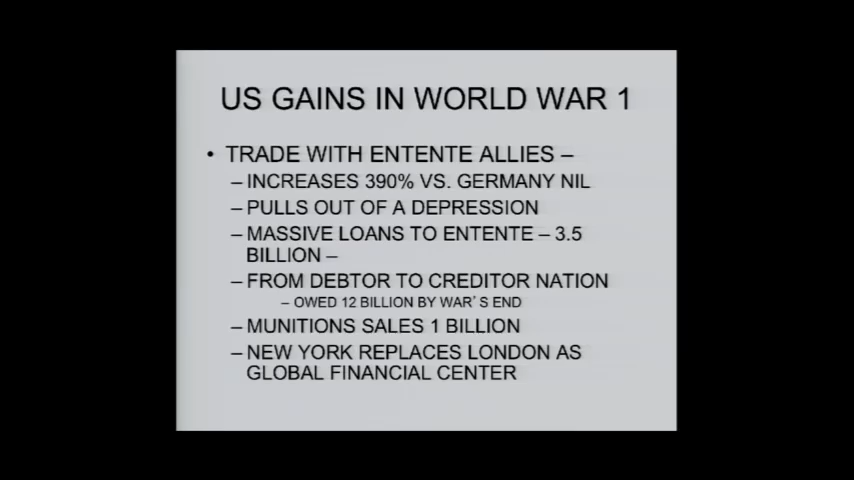 US GAINS IN WORLD WAR 1
• TRADE WITH ENTENTE ALLIES –
– INCREASES 390% VS. GERMANY NIL
– PULLS OUT OF A DEPRESSION
– MASSIVE LOANS TO ENTENTE – 3.5
BILLION –
– FROM DEBTOR TO CREDITOR NATION
– OWED 12 BILLION BY WAR'S END
– MUNITIONS SALES 1 BILLION
– NEW YORK REPLACES LONDON AS
GLOBAL FINANCIAL CENTER